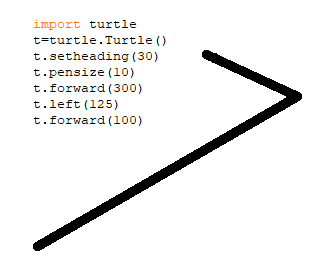 import turtle
t=turtle.Turtle()
t.setheading(30)
t.pensize(10)
t.forward(300)
t.left(125)
t.forward(100)